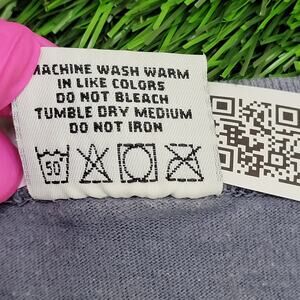 MACHINE WASH WARM
IN LIKE COLORS
DO NOT BLEACH
TUMBLE DRY MEDIUM
DO NOT IRON
50